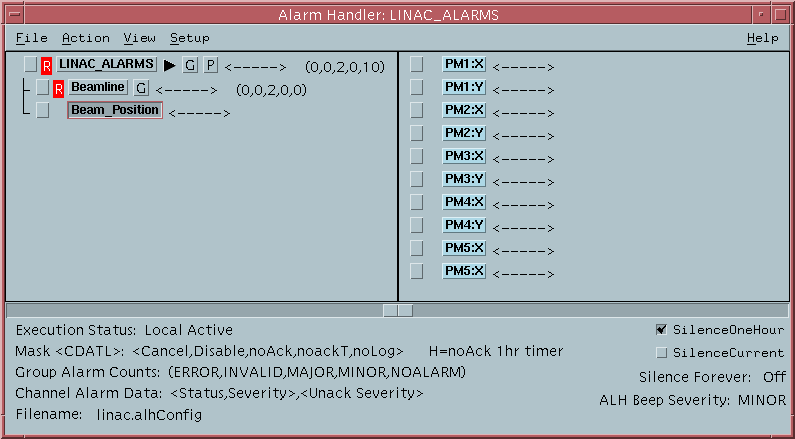 Alarm Handler: LINAC_ALARMS
File Action View Setup Help
R LINAC_ALARMS G P <-----> (0,0,2,0,10)
R Beamline G <-----> (0,0,2,0,0)
Beam_Position <----->
PM1:X <----->
PM1:Y <----->
PM2:X <----->
PM2:Y <----->
PM3:X <----->
PM3:Y <----->
PM4:X <----->
PM4:Y <----->
PM5:X <----->
PM5:X <----->
Execution Status: Local Active
Mask <CDATL>: <Cancel,Disable,noAck,noackT,noLog> H=noAck 1hr timer
Group Alarm Counts: (ERROR,INVALID,MAJOR,MINOR,NOALARM)
Channel Alarm Data: <Status,Severity>,<Unack Severity>
Filename: linac.alhConfig
SilenceOneHour
SilenceCurrent
Silence Forever: Off
ALH Beep Severity: MINOR